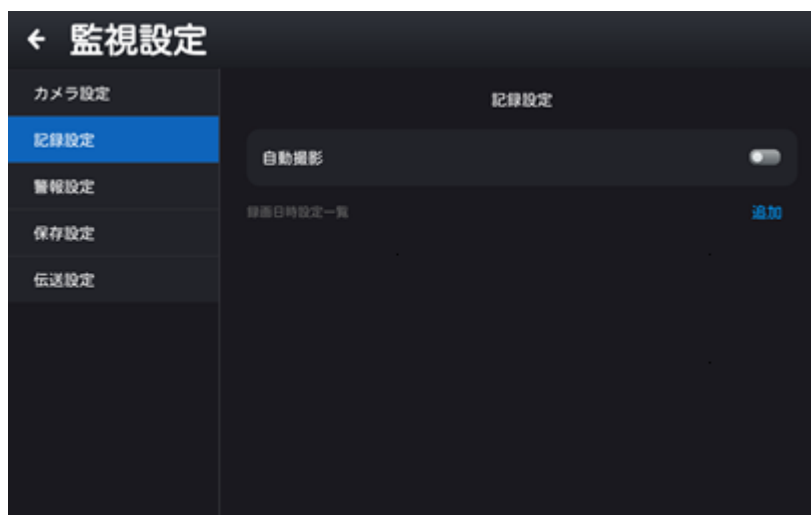 監視設定
カメラ設定
記録設定
警報設定
保存設定
伝送設定
記録設定
自動撮影
録画日時設定一覧
追加